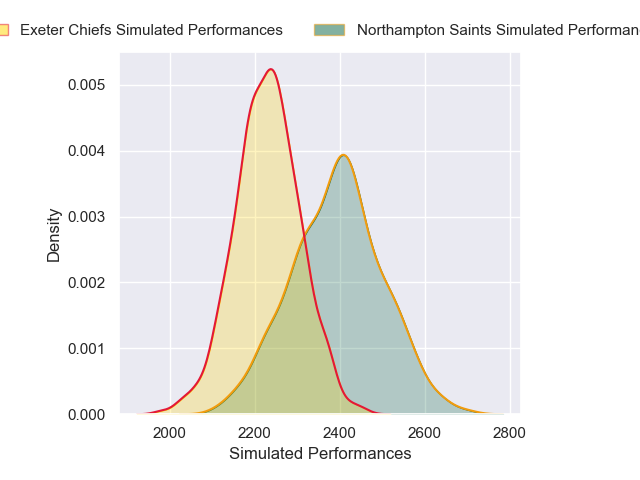 Exeter Chiefs Simulated Performances Northampton Saints Simulated
0.005
0.004
0.003
0.002
0.001
0.000
Density
2000 2200 2400 2600 2800
Simulated Performances